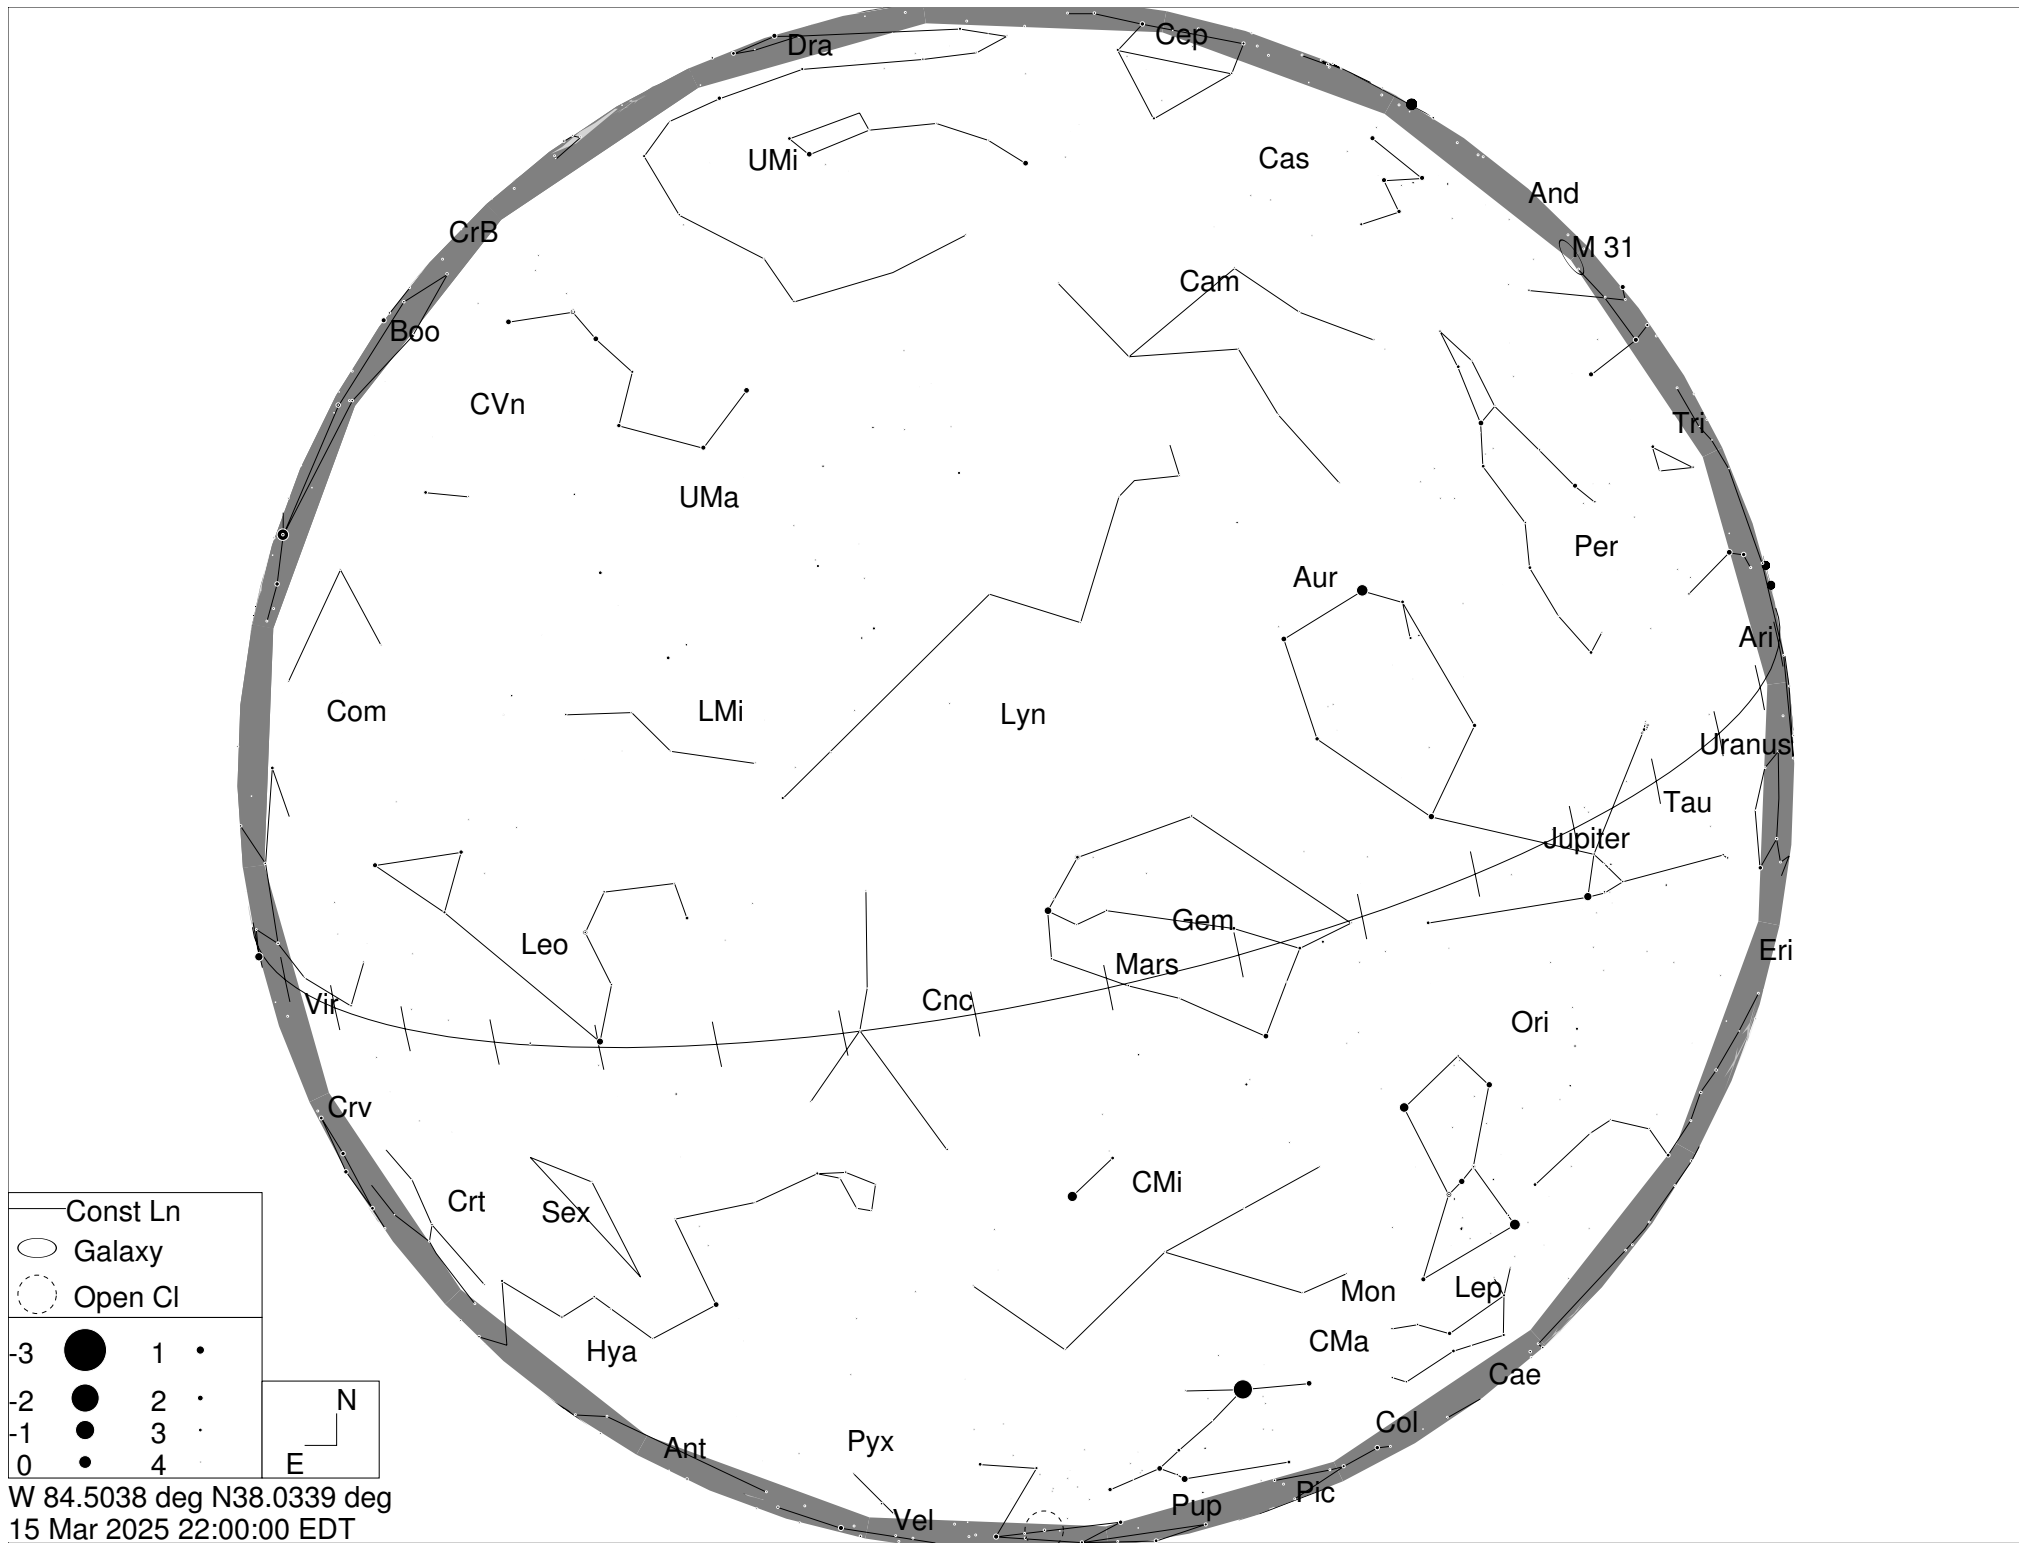 Dra
Cep
UMi
Cas
And
CrB
M 31
Cam
Boo
CVn
Tri
UMa
Per
Aur
Ari
Com
LMi
Lyn
Uranus
Tau
Jupiter
Gem
Leo
Eri
Mars
Vir
Cnc
Ori
Crv
CMi
Crt
Sex
Mon
Lep
Hya
CMa
Cae
Col
Pyx
Ant
Pic
Pup
Vel
Const Ln
Galaxy
Open Cl
-3 1
-2 2
-1 3
0 4
N
E
W 84.5038 deg N38.0339 deg
15 Mar 2025 22:00:00 EDT